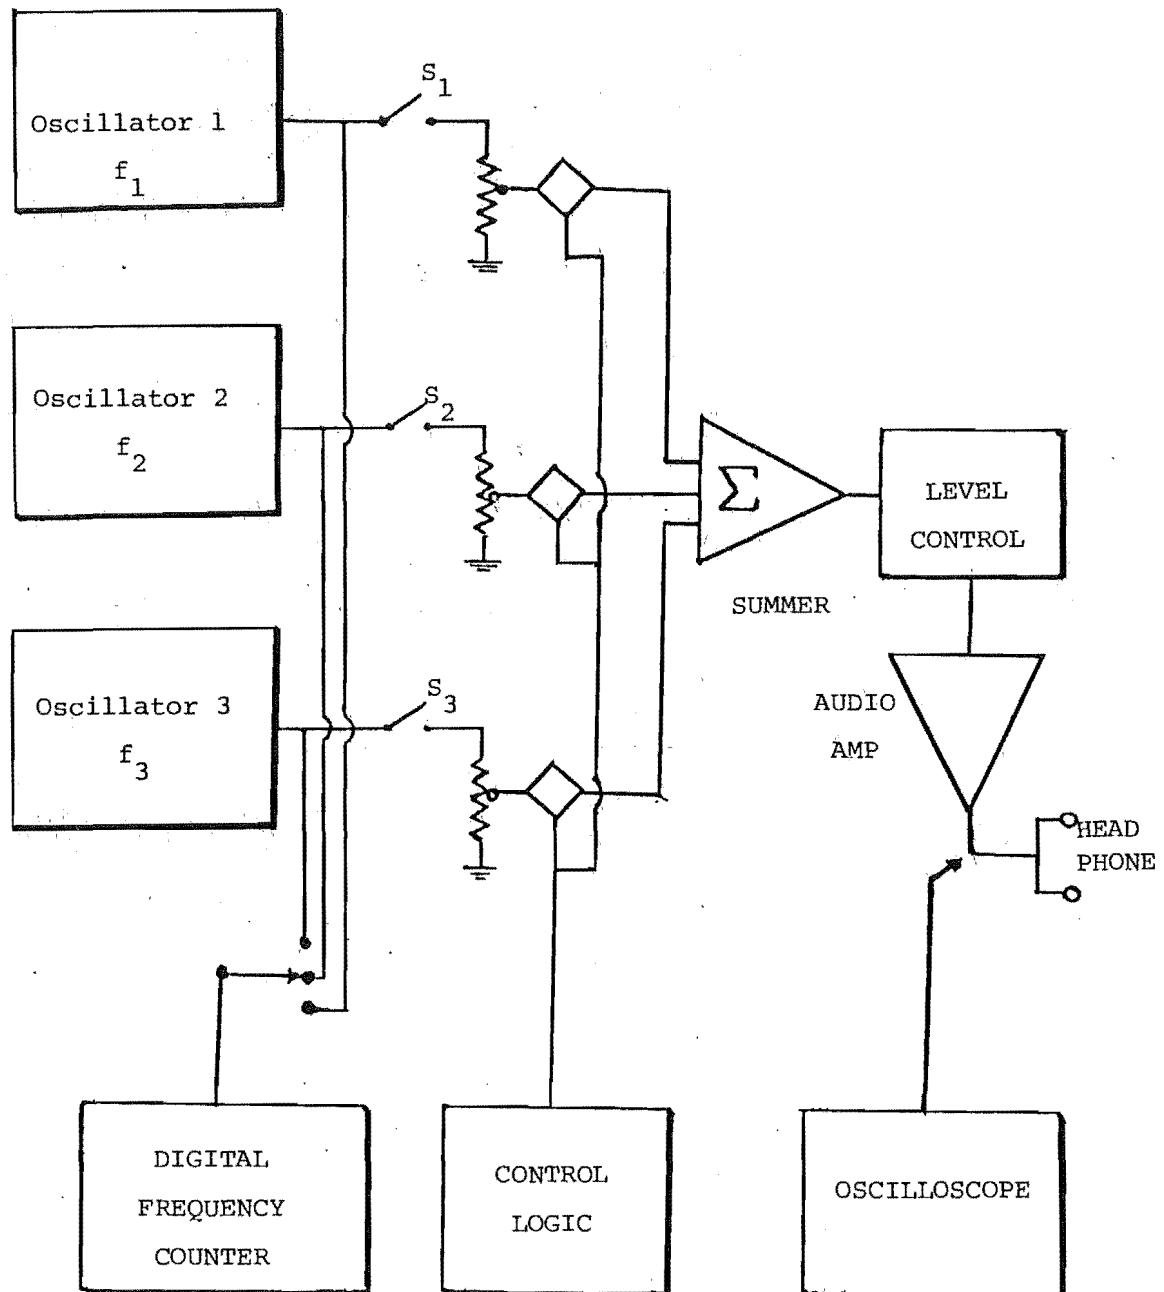 S1
Oscillator 1
f1
Oscillator 2
f2
S2
LEVEL
CONTROL
Σ
SUMMER
Oscillator 3
f3
S3
AUDIO
AMP
HEAD
PHONE
DIGITAL
FREQUENCY
COUNTER
CONTROL
LOGIC
OSCILLOSCOPE